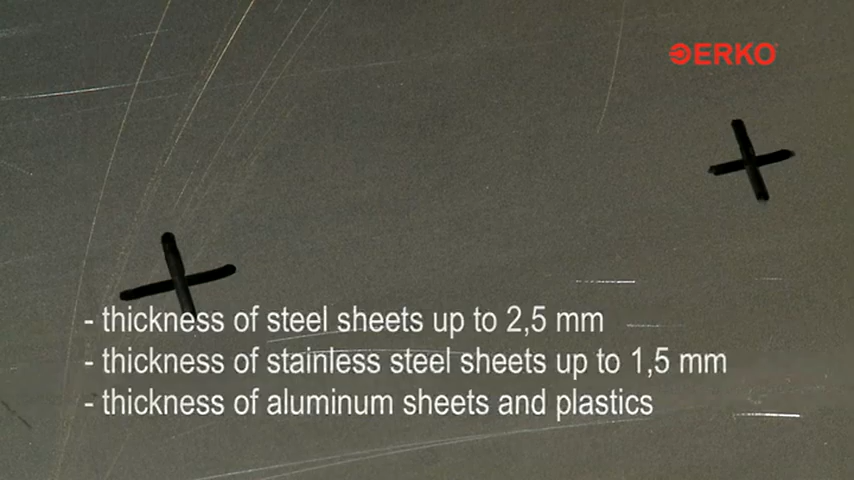 ERKO
- thickness of steel sheets up to 2,5 mm
- thickness of stainless steel sheets up to 1,5 mm
- thickness of aluminum sheets and plastics